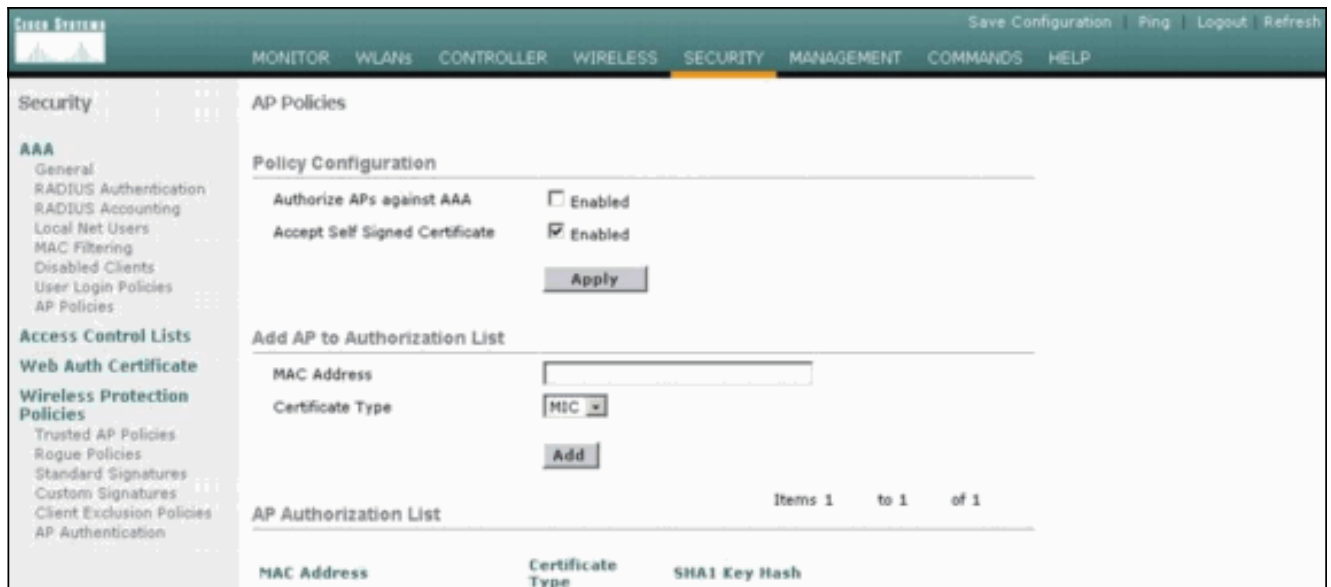 CISCO SYSTEMS
Save Configuration | Ping | Logout | Refresh
MONITOR WLANs CONTROLLER WIRELESS SECURITY MANAGEMENT COMMANDS HELP
Security
AAA
General
RADIUS Authentication
RADIUS Accounting
Local Net Users
MAC Filtering
Disabled Clients
User Login Policies
AP Policies
Access Control Lists
Web Auth Certificate
Wireless Protection
Policies
Trusted AP Policies
Rogue Policies
Standard Signatures
Custom Signatures
Client Exclusion Policies
AP Authentication
AP Policies
Policy Configuration
Authorize APs against AAA Enabled
Accept Self Signed Certificate Enabled
Apply
Add AP to Authorization List
MAC Address
Certificate Type MIC
Add
Items 1 to 1 of 1
AP Authorization List
MAC Address Certificate Type SHA1 Key Hash